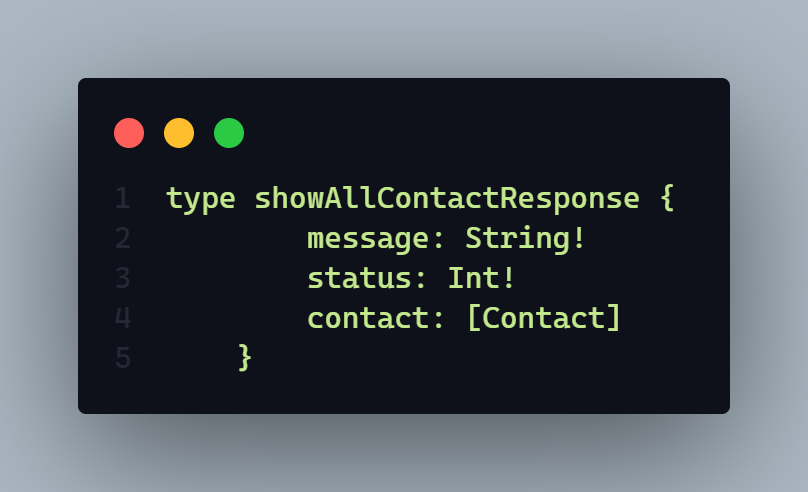 1 type showAllContactResponse {
2 message: String!
3 status: Int!
4 contact: [Contact]
5 }